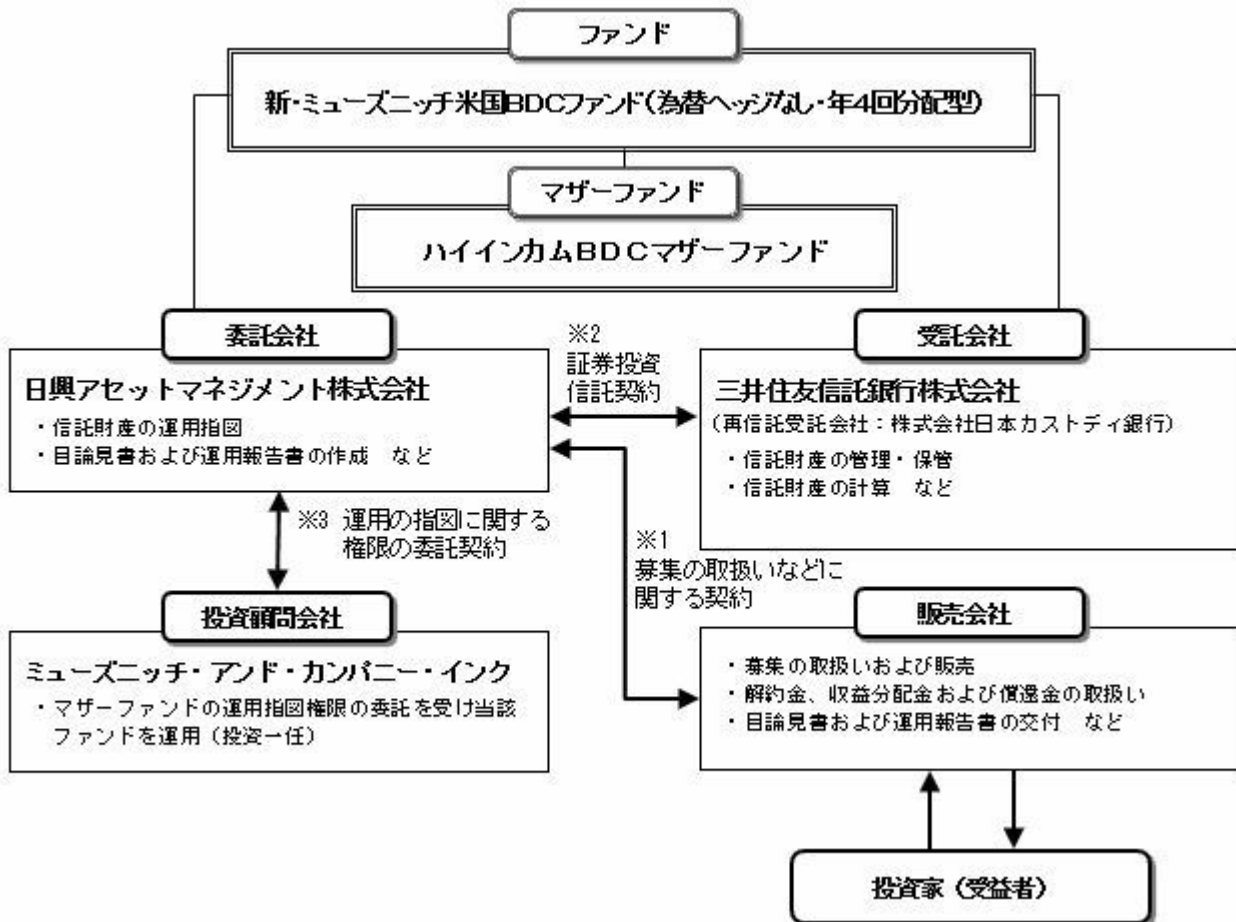 ファンド
新・ミューズニッチ米国BDCファンド(為替ヘッジなし・年4回分配型)
マザーファンド
ハイインカムBDCマザーファンド
委託会社
日興アセットマネジメント株式会社
・信託財産の運用指図
・目論見書および運用報告書の作成　など
※2
証券投資
信託契約
受託会社
三井住友信託銀行株式会社
(再信託受託会社：株式会社日本カストディ銀行)
・信託財産の管理・保管
・信託財産の計算　など
※3 運用の指図に関する
権限の委託契約
※1
募集の取扱いなどに
関する契約
投資顧問会社
ミューズニッチ・アンド・カンパニー・インク
・マザーファンドの運用指図権限の委託を受け当該
ファンドを運用（投資一任）
販売会社
・募集の取扱いおよび販売
・解約金、収益分配金および償還金の取扱い
・目論見書および運用報告書の交付　など
投資家（受益者）